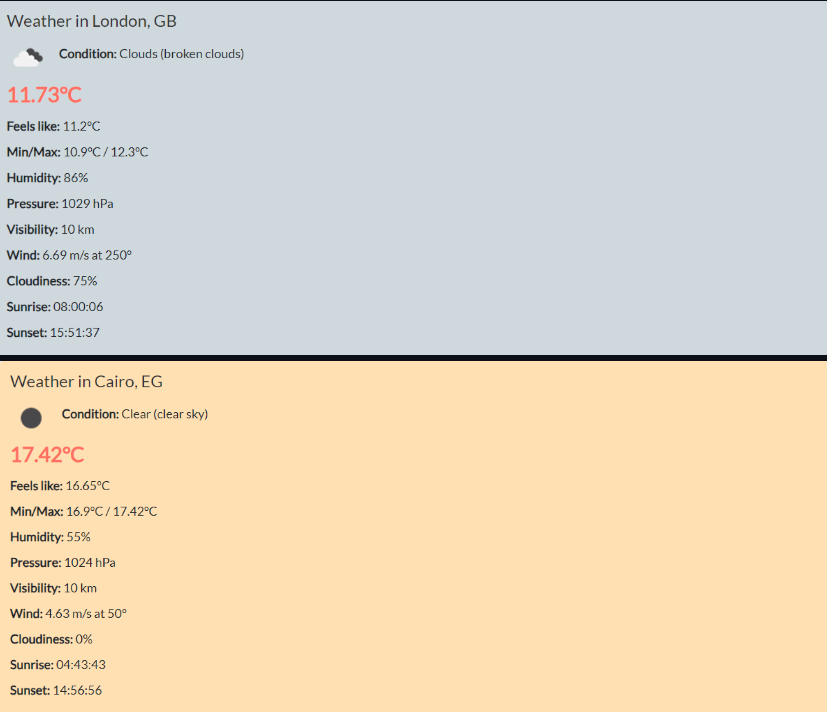 Weather in London, GB
Condition: Clouds (broken clouds)
11.73°C
Feels like: 11.2°C
Min/Max: 10.9°C / 12.3°C
Humidity: 86%
Pressure: 1029 hPa
Visibility: 10 km
Wind: 6.69 m/s at 250°
Cloudiness: 75%
Sunrise: 08:00:06
Sunset: 15:51:37
Weather in Cairo, EG
Condition: Clear (clear sky)
17.42°C
Feels like: 16.65°C
Min/Max: 16.9°C / 17.42°C
Humidity: 55%
Pressure: 1024 hPa
Visibility: 10 km
Wind: 4.63 m/s at 50°
Cloudiness: 0%
Sunrise: 04:43:43
Sunset: 14:56:56